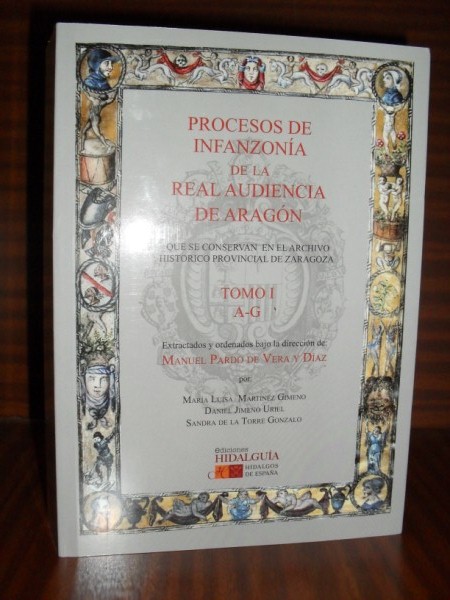 PROCESOS DE
INFANZONÍA
DE LA
REAL AUDIENCIA
DE ARAGÓN
QUE SE CONSERVAN EN EL ARCHIVO
HISTÓRICO PROVINCIAL DE ZARAGOZA
TOMO I
A-G
Extractados y ordenados bajo la dirección de:
MANUEL PARDO DE VERA Y DÍAZ
por:
MARÍA LUISA MARTÍNEZ GIMENO
DANIEL JIMENO URIEL
SANDRA DE LA TORRE GONZALO
ediciones
HIDALGUÍA
HIDALGOS
DE ESPAÑA